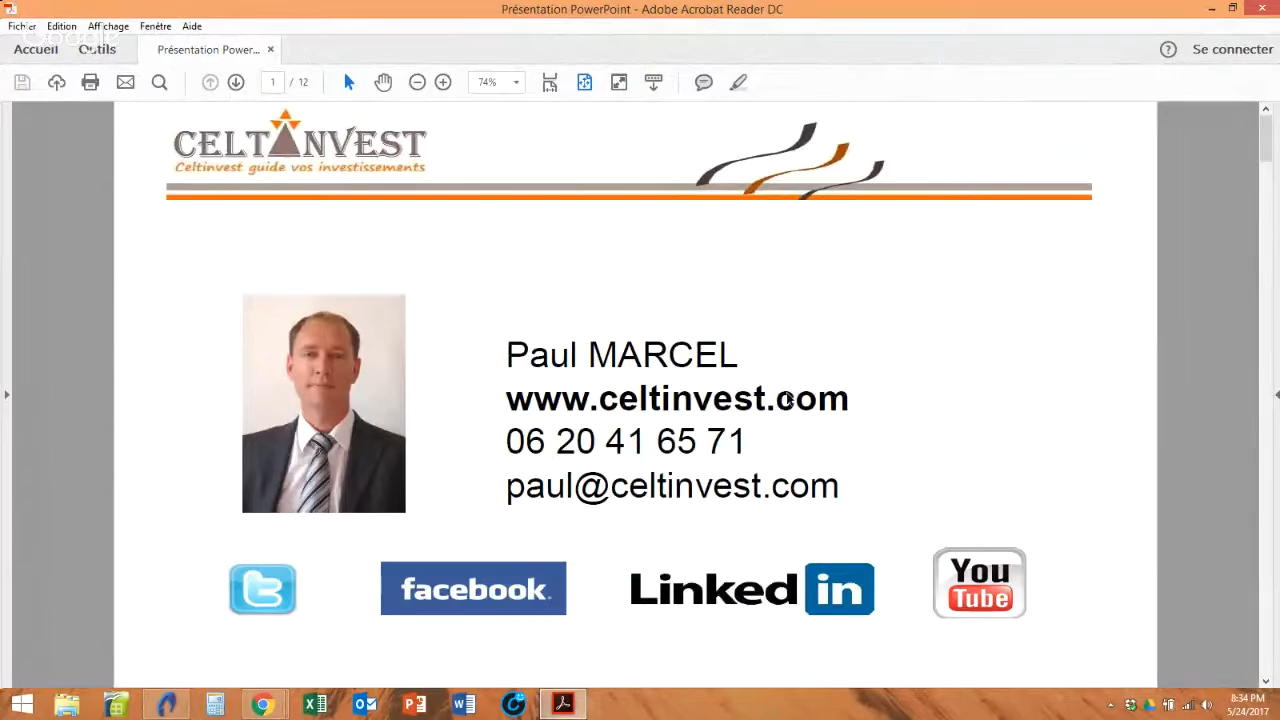 Présentation PowerPoint - Adobe Acrobat Reader DC
Fichier Edition Affichage Fenêtre Aide
Google
Accueil Outils Présentation Power... × ? Se connecter
1 / 12 74%
CELTINVEST
Celtinvest guide vos investissements
Paul MARCEL
www.celtinvest.com
06 20 41 65 71
paul@celtinvest.com
facebook.
Linked in
You
Tube
8:34 PM
5/24/2017